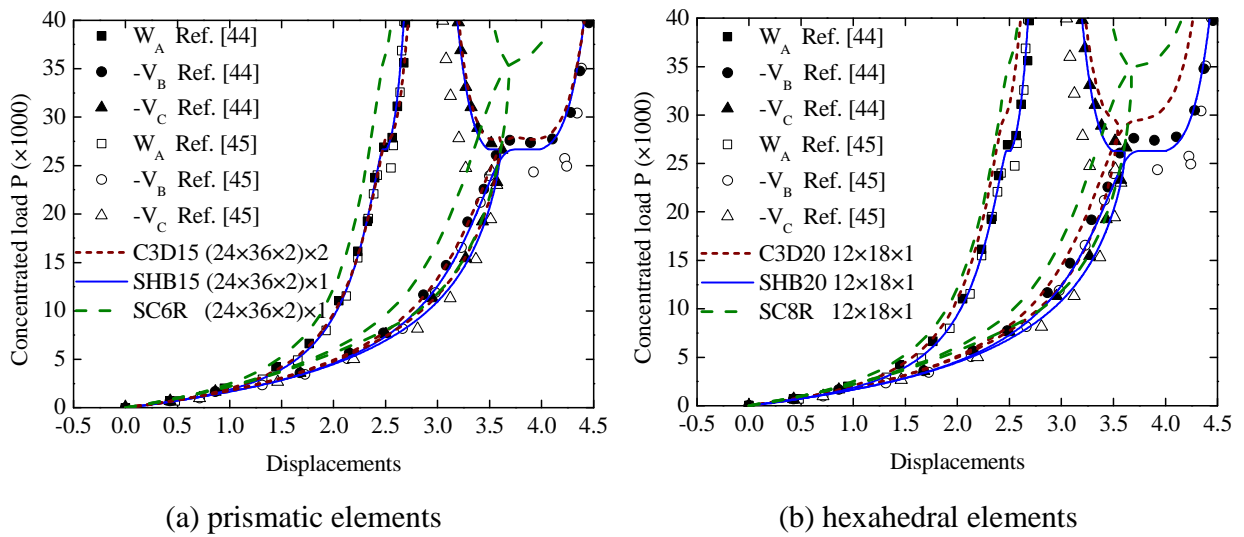 40
35
30
25
20
15
10
5
0
Concentrated load P (×1000)
W_A Ref. [44]
-V_B Ref. [44]
-V_C Ref. [44]
W_A Ref. [45]
-V_B Ref. [45]
-V_C Ref. [45]
C3D15 (24×36×2)×2
SHB15 (24×36×2)×1
SC6R (24×36×2)×1
-0.5 0.0 0.5 1.0 1.5 2.0 2.5 3.0 3.5 4.0 4.5
Displacements
(a) prismatic elements
40
35
30
25
20
15
10
5
0
Concentrated load P (×1000)
W_A Ref. [44]
-V_B Ref. [44]
-V_C Ref. [44]
W_A Ref. [45]
-V_B Ref. [45]
-V_C Ref. [45]
C3D20 12×18×1
SHB20 12×18×1
SC8R 12×18×1
-0.5 0.0 0.5 1.0 1.5 2.0 2.5 3.0 3.5 4.0 4.5
Displacements
(b) hexahedral elements